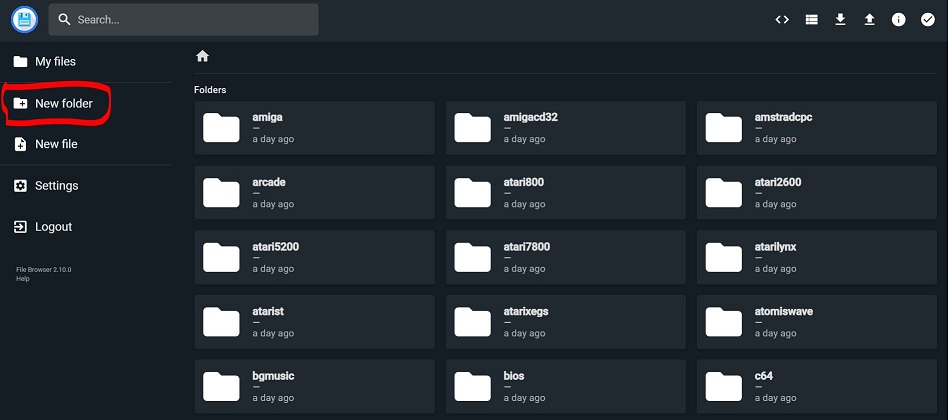 Search...
My files
New folder
New file
Settings
Logout
File Browser 2.10.0
Help
Folders
amiga
—
a day ago
amigacd32
—
a day ago
amstradcpc
—
a day ago
arcade
—
a day ago
atari800
—
a day ago
atari2600
—
a day ago
atari5200
—
a day ago
atari7800
—
a day ago
atarilynx
—
a day ago
atarist
—
a day ago
atarixegs
—
a day ago
atomiswave
—
a day ago
bgmusic
—
a day ago
bios
—
a day ago
c64
—
a day ago